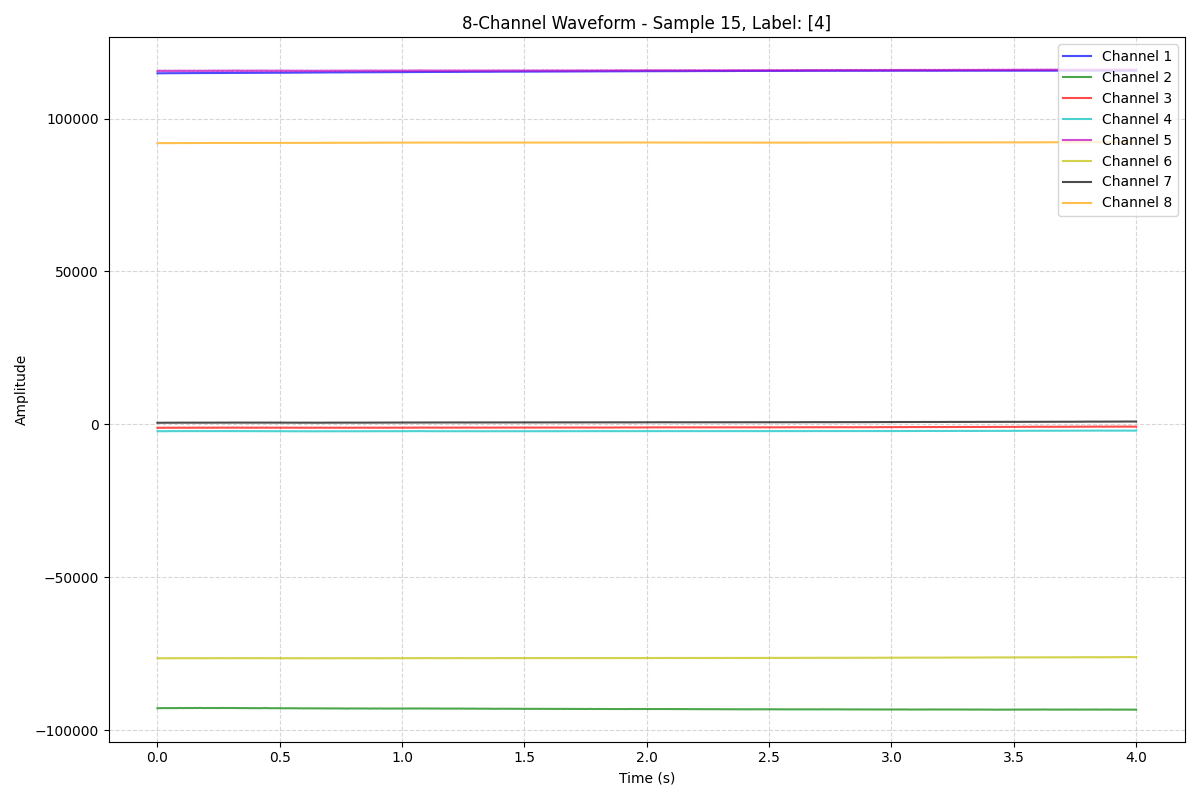 8-Channel Waveform - Sample 15, Label: [4]
Channel 1
Channel 2
Channel 3
Channel 4
Channel 5
Channel 6
Channel 7
Channel 8
100000
50000
0
−50000
−100000
Amplitude
0.0 0.5 1.0 1.5 2.0 2.5 3.0 3.5 4.0
Time (s)